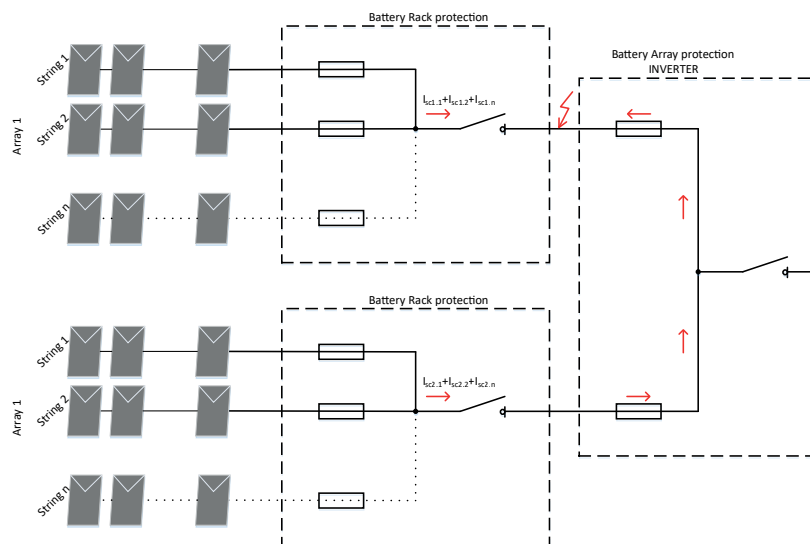 Battery Rack protection
Battery Array protection
INVERTER
String 1
String 2
String n
Array 1
Isc1.1+Isc1.2+Isc1.n
Battery Rack protection
String 1
String 2
String n
Array 1
Isc2.1+Isc2.2+Isc2.n